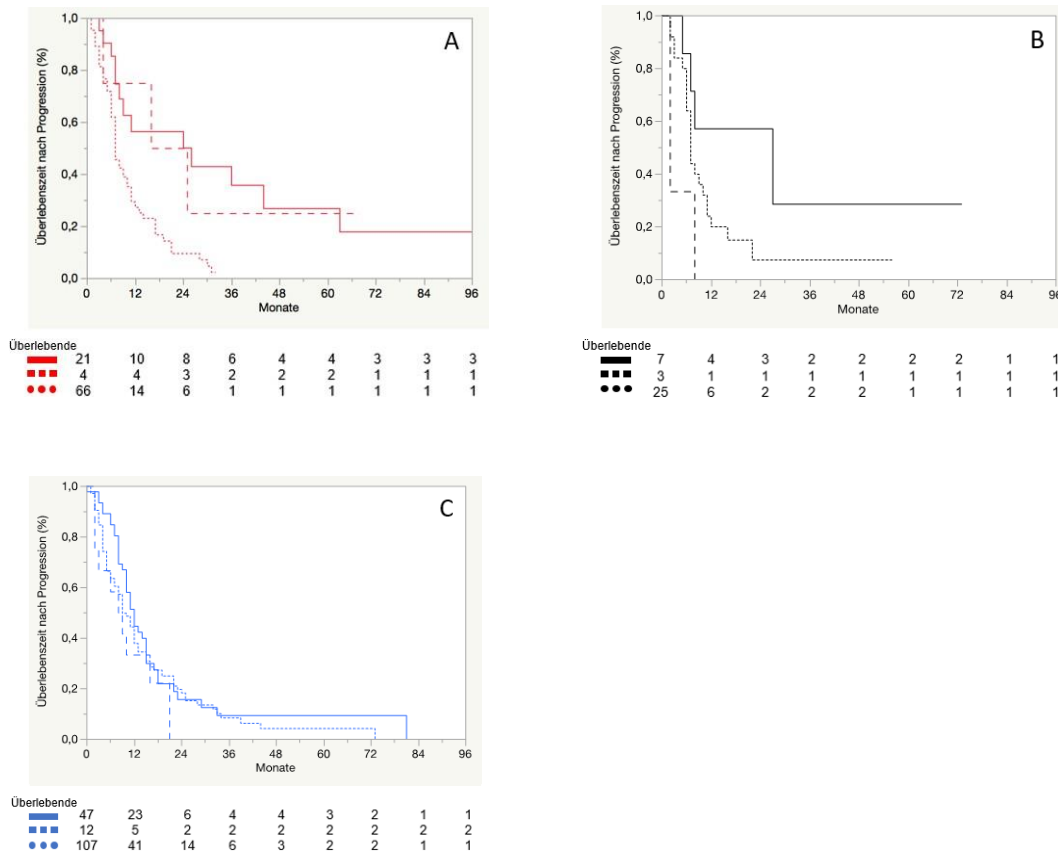 A
Überlebenszeit nach Progression (%)
1,0
0,8
0,6
0,4
0,2
0,0
0 12 24 36 48 60 72 84 96
Monate
Überlebende
21 10 8 6 4 4 3 3 3
4 4 3 2 2 2 1 1 1
66 14 6 1 1 1 1 1 1
B
Überlebenszeit nach Progression (%)
1,0
0,8
0,6
0,4
0,2
0,0
0 12 24 36 48 60 72 84 96
Monate
Überlebende
7 4 3 2 2 2 2 1 1
3 1 1 1 1 1 1 1 1
25 6 2 2 2 1 1 1 1
C
Überlebenszeit nach Progression (%)
1,0
0,8
0,6
0,4
0,2
0,0
0 12 24 36 48 60 72 84 96
Monate
Überlebende
47 23 6 4 4 3 2 1 1
12 5 2 2 2 2 2 2 2
107 41 14 6 3 2 2 1 1